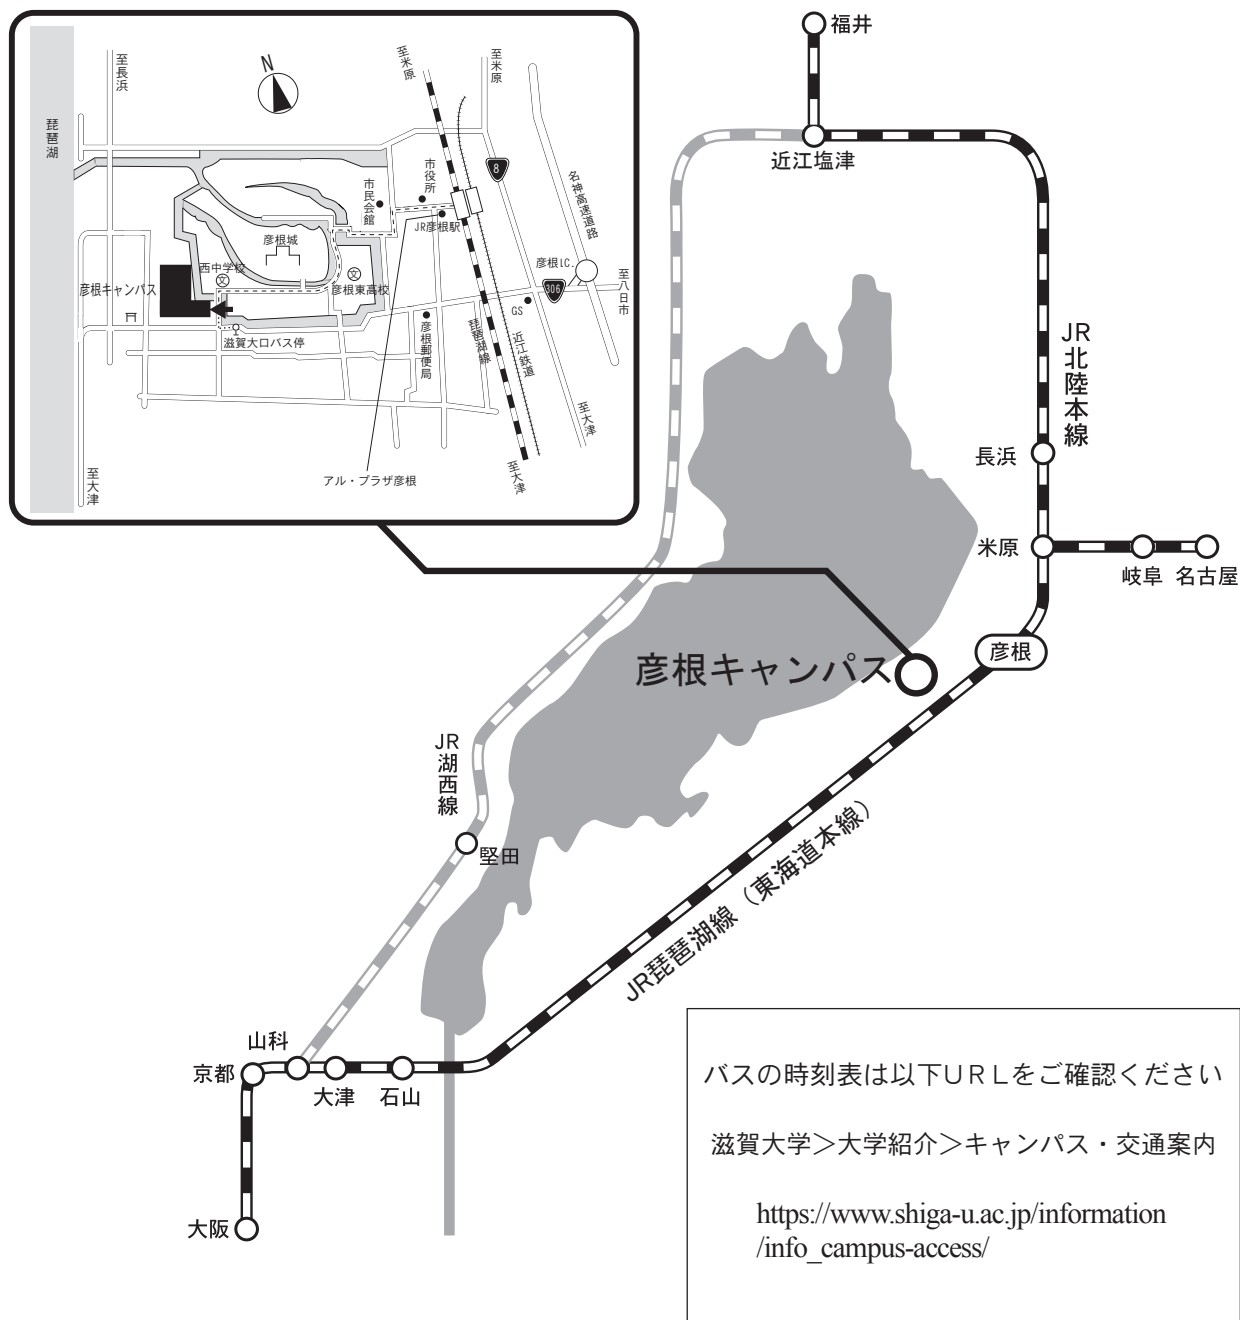 福井
近江塩津
JR北陸本線
長浜
米原
岐阜
名古屋
彦根
彦根キャンパス
JR湖西線
堅田
JR琵琶湖線（東海道本線）
山科
京都
大津
石山
大阪
琵琶湖
至長浜
N
至米原
至米原
8
名神高速道路
市役所
市民会館
JR彦根駅
彦根城
西中学校
文
文
彦根東高校
彦根IC.
至八日市
306
GS
彦根キャンパス
滋賀大口バス停
彦根郵便局
琵琶湖線
近江鉄道
至大津
至大津
至大津
アル・プラザ彦根
バスの時刻表は以下ＵＲＬをご確認ください
滋賀大学＞大学紹介＞キャンパス・交通案内
https://www.shiga-u.ac.jp/information
/info_campus-access/